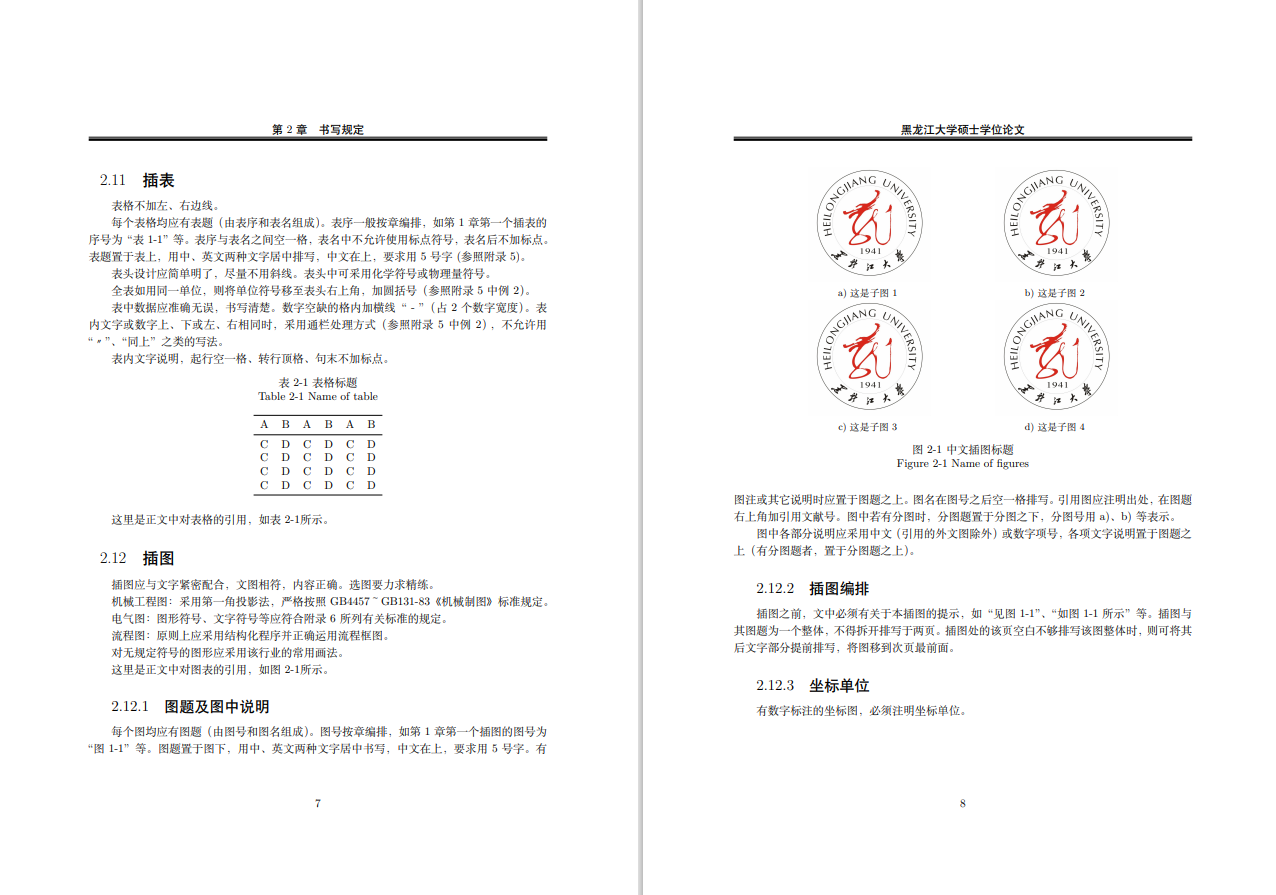 第 2 章　书写规定
2.11　插表
表格不加左、右边线。
每个表格均应有表题（由表序和表名组成）。表序一般按章编排，如第 1 章第一个插表的
序号为“表 1-1”等。表序与表名之间空一格，表名中不允许使用标点符号，表名后不加标点。
表题置于表上，用中、英文两种文字居中排写，中文在上，要求用 5 号字 (参照附录 5)。
表头设计应简单明了，尽量不用斜线。表头中可采用化学符号或物理量符号。
全表如用同一单位，则将单位符号移至表头右上角，加圆括号（参照附录 5 中例 2）。
表中数据应准确无误，书写清楚。数字空缺的格内加横线“ - ”（占 2 个数字宽度）。表
内文字或数字上、下或左、右相同时，采用通栏处理方式（参照附录 5 中例 2），不允许用
“〃”、“同上”之类的写法。
表内文字说明，起行空一格、转行顶格、句末不加标点。
表 2-1 表格标题
Table 2-1 Name of table
A B A B A B
C D C D C D
C D C D C D
C D C D C D
C D C D C D
这里是正文中对表格的引用，如表 2-1所示。
2.12　插图
插图应与文字紧密配合，文图相符，内容正确。选图要力求精练。
机械工程图：采用第一角投影法，严格按照 GB4457~GB131-83《机械制图》标准规定。
电气图：图形符号、文字符号等应符合附录 6 所列有关标准的规定。
流程图：原则上应采用结构化程序并正确运用流程框图。
对无规定符号的图形应采用该行业的常用画法。
这里是正文中对图表的引用，如图 2-1所示。
2.12.1　图题及图中说明
每个图均应有图题（由图号和图名组成）。图号按章编排，如第 1 章第一个插图的图号为
“图 1-1”等。图题置于图下，用中、英文两种文字居中书写，中文在上，要求用 5 号字。有
7
黑龙江大学硕士学位论文
HEILONGJIANG UNIVERSITY
1941
黑龙江大学
HEILONGJIANG UNIVERSITY
1941
黑龙江大学
a) 这是子图 1
b) 这是子图 2
HEILONGJIANG UNIVERSITY
1941
黑龙江大学
HEILONGJIANG UNIVERSITY
1941
黑龙江大学
c) 这是子图 3
d) 这是子图 4
图 2-1 中文插图标题
Figure 2-1 Name of figures
图注或其它说明时应置于图题之上。图名在图号之后空一格排写。引用图应注明出处，在图题
右上角加引用文献号。图中若有分图时，分图题置于分图之下，分图号用 a)、b) 等表示。
图中各部分说明应采用中文（引用的外文图除外）或数字项号，各项文字说明置于图题之
上（有分图题者，置于分图题之上）。
2.12.2　插图编排
插图之前，文中必须有关于本插图的提示，如“见图 1-1”、“如图 1-1 所示”等。插图与
其图题为一个整体，不得拆开排写于两页。插图处的该页空白不够排写该图整体时，则可将其
后文字部分提前排写，将图移到次页最前面。
2.12.3　坐标单位
有数字标注的坐标图，必须注明坐标单位。
8